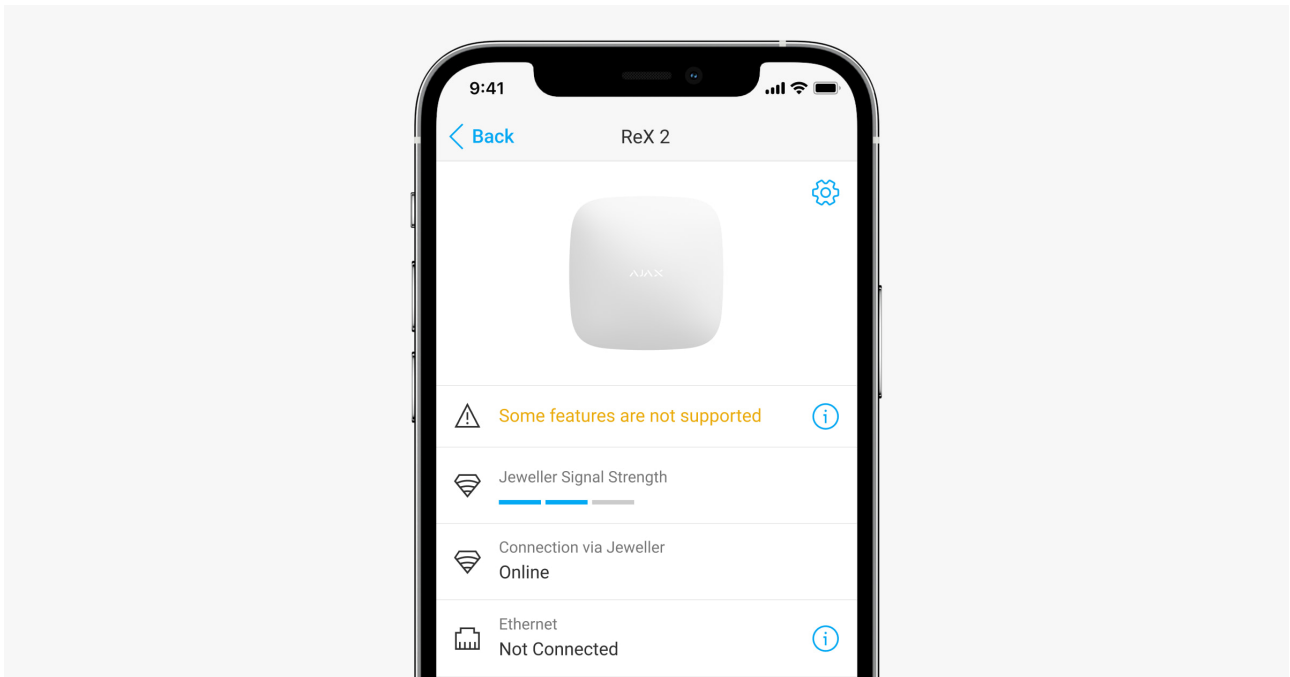 9:41
Back
ReX 2
AJAX
Some features are not supported
Jeweller Signal Strength
Connection via Jeweller
Online
Ethernet
Not Connected